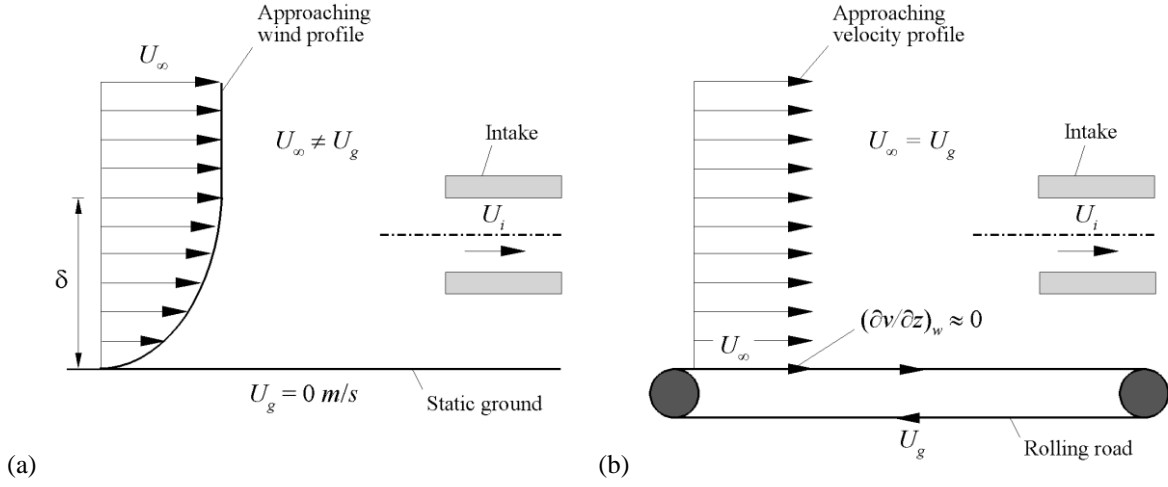 Approaching
wind profile
U∞
U∞ ≠ Ug
Intake
Ui
δ
Ug = 0 m/s
Static ground
(a)
Approaching
velocity profile
U∞ = Ug
Intake
Ui
(∂v/∂z)w ≈ 0
U∞
Ug
Rolling road
(b)